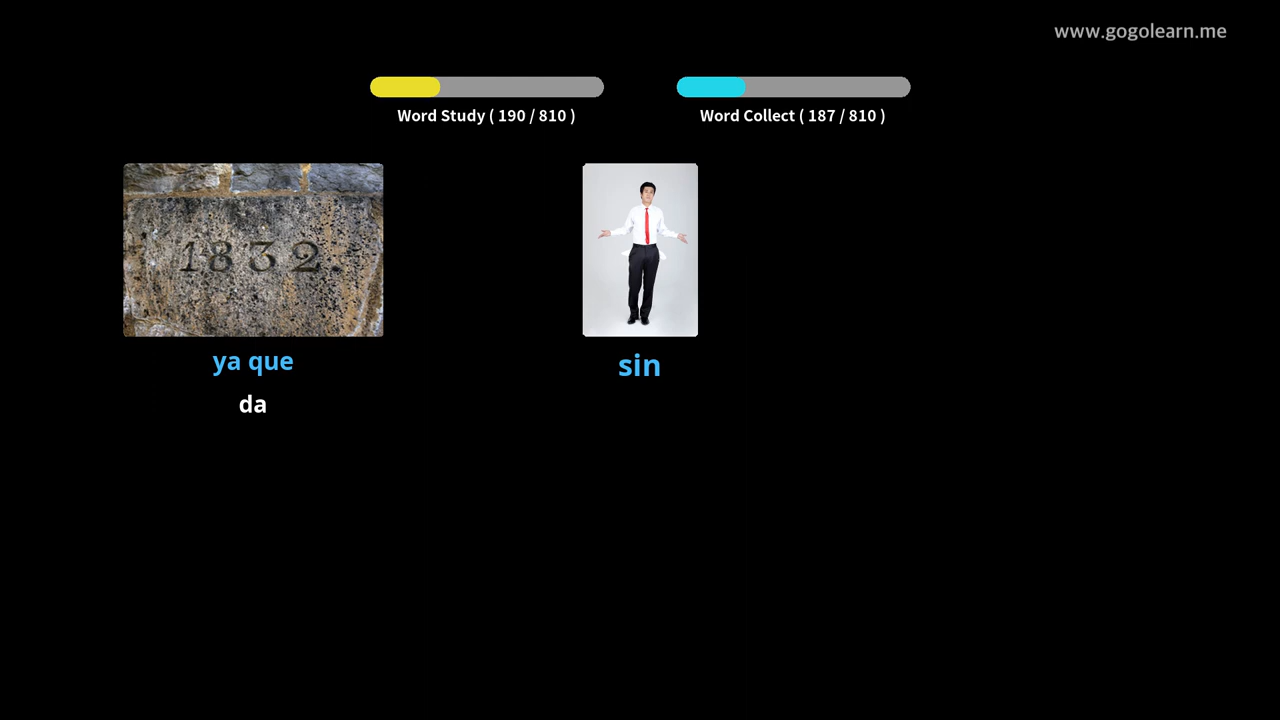 www.gogolearn.me
Word Study ( 190 / 810 )
Word Collect ( 187 / 810 )
1832.
ya que
da
sin